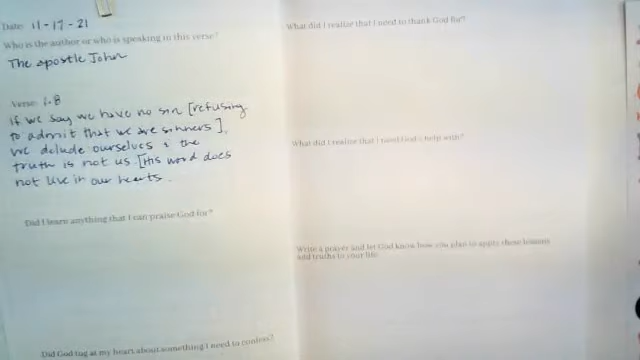 Date: 11-17-21
Who is the author or who is speaking in this verse?
The apostle John
Verse: 1.8
if we say we have no sin [refusing
to admit that we are sinners],
we delude ourselves & the
truth is not us [His word does
not live in our hearts.
Did I learn anything that I can praise God for?
Did God tug at my heart about something I need to confess?
What did I realize that I need to thank God for?
What did I realize that I need God's help with?
Write a prayer and let God know how you plan to apply these lessons
and truths to your life.